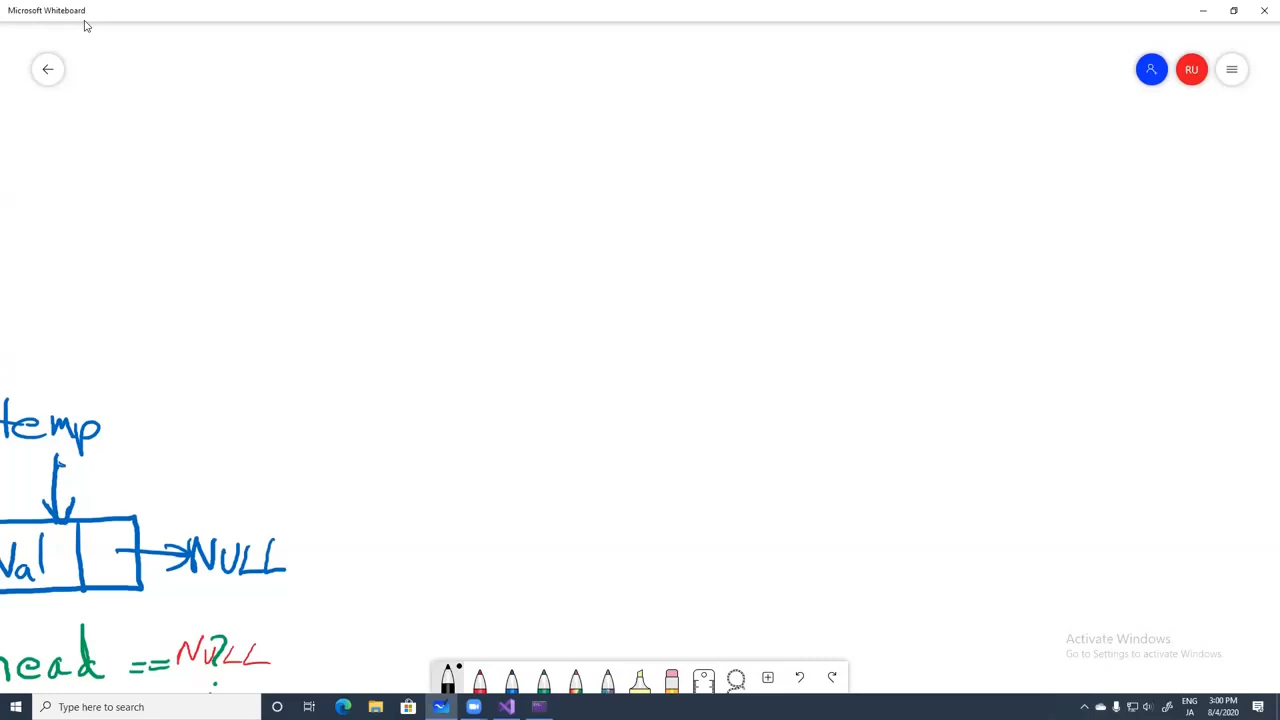 Microsoft Whiteboard
RU
temp
Val
NULL
head == NULL
?
Activate Windows
Go to Settings to activate Windows.
Type here to search
ENG
JA
3:00 PM
8/4/2020